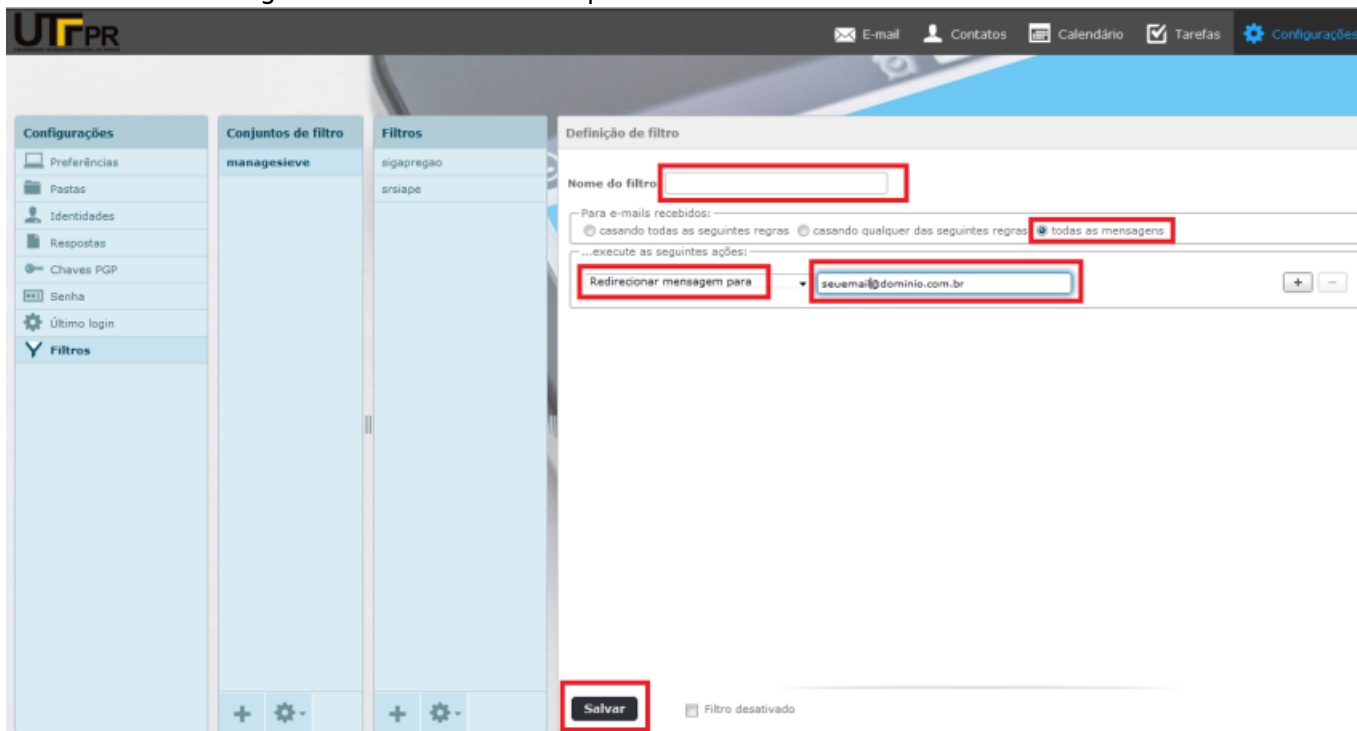 UTFPR
E-mail
Contatos
Calendário
Tarefas
Configurações
Configurações
Preferências
Pastas
Identidades
Respostas
Chaves PGP
Senha
Último login
Filtros
Conjuntos de filtro
managesieve
Filtros
sigapregao
srsiape
Definição de filtro
Nome do filtro
Para e-mails recebidos:
casando todas as seguintes regras casando qualquer das seguintes regras todas as mensagens
...execute as seguintes ações:
Redirecionar mensagem para seuemail@dominio.com.br + -
Salvar Filtro desativado